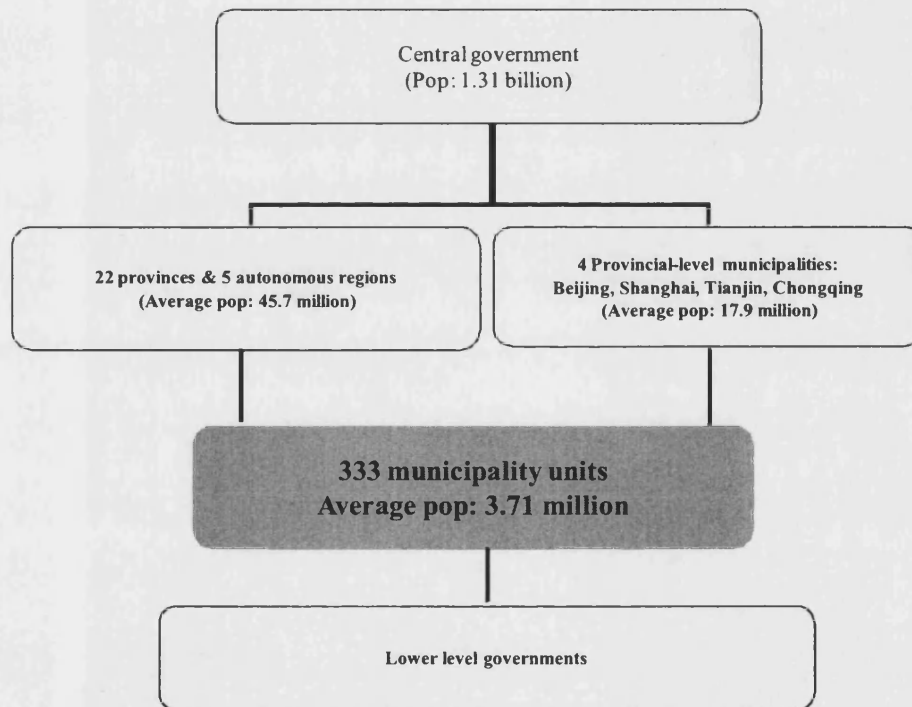 Central government
(Pop: 1.31 billion)
22 provinces & 5 autonomous regions
(Average pop: 45.7 million)
4 Provincial-level municipalities:
Beijing, Shanghai, Tianjin, Chongqing
(Average pop: 17.9 million)
333 municipality units
Average pop: 3.71 million
Lower level governments